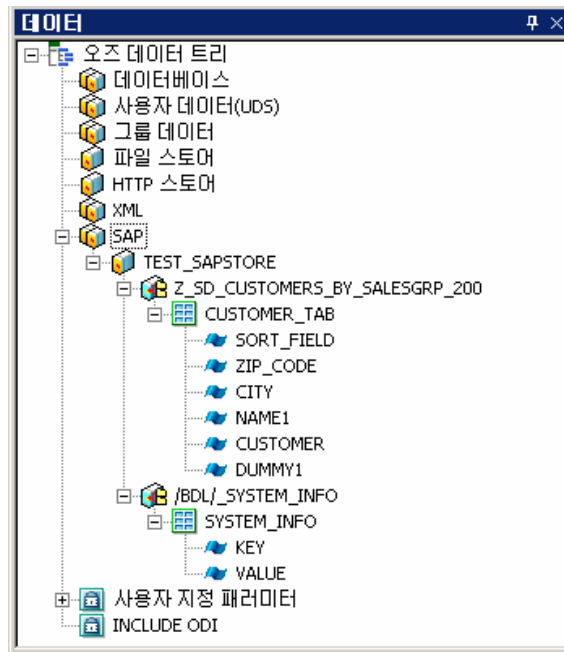 데이터
오즈 데이터 트리
데이터베이스
사용자 데이터(UDS)
그룹 데이터
파일 스토어
HTTP 스토어
XML
SAP
TEST_SAPSTORE
Z_SD_CUSTOMERS_BY_SALESGRP_200
CUSTOMER_TAB
SORT_FIELD
ZIP_CODE
CITY
NAME1
CUSTOMER
DUMMY1
/BDL/_SYSTEM_INFO
SYSTEM_INFO
KEY
VALUE
사용자 지정 패러미터
INCLUDE ODI